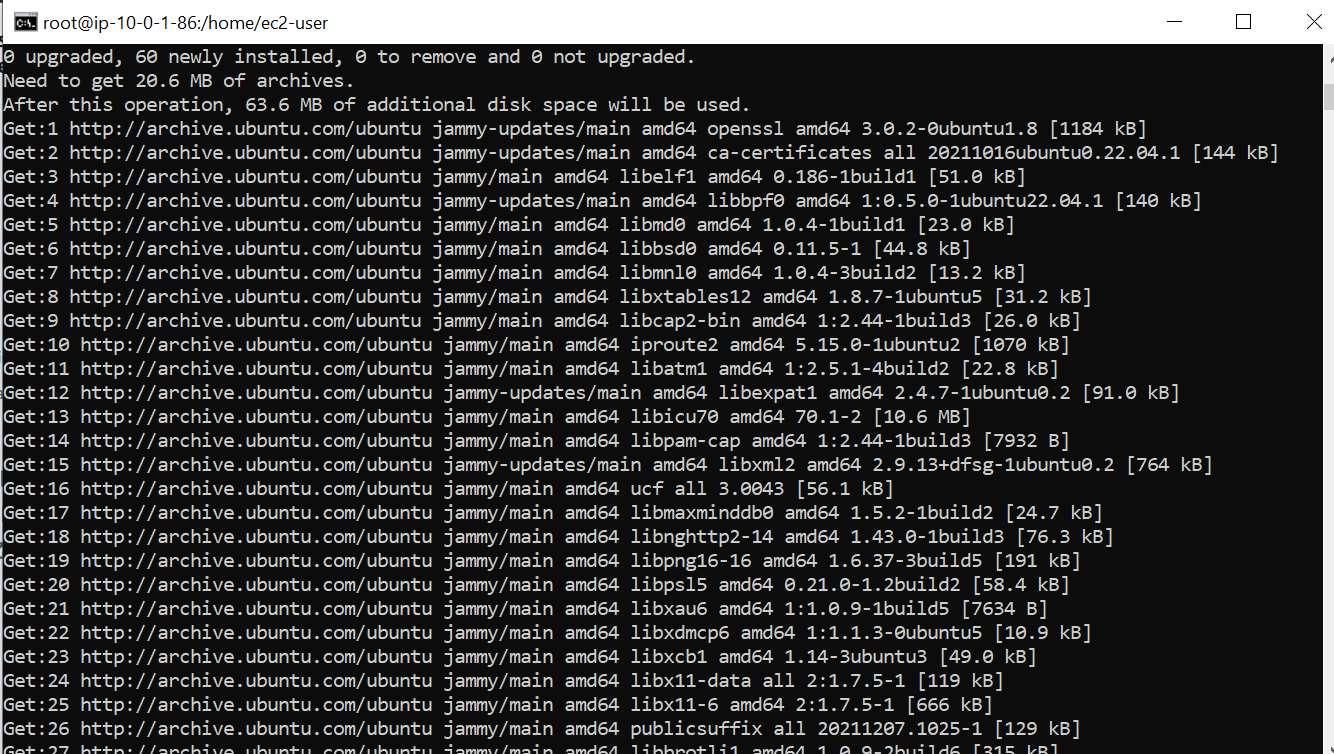 root@ip-10-0-1-86:/home/ec2-user
0 upgraded, 60 newly installed, 0 to remove and 0 not upgraded.
Need to get 20.6 MB of archives.
After this operation, 63.6 MB of additional disk space will be used.
Get:1 http://archive.ubuntu.com/ubuntu jammy-updates/main amd64 openssl amd64 3.0.2-0ubuntu1.8 [1184 kB]
Get:2 http://archive.ubuntu.com/ubuntu jammy-updates/main amd64 ca-certificates all 20211016ubuntu0.22.04.1 [144 kB]
Get:3 http://archive.ubuntu.com/ubuntu jammy/main amd64 libelf1 amd64 0.186-1build1 [51.0 kB]
Get:4 http://archive.ubuntu.com/ubuntu jammy-updates/main amd64 libbpf0 amd64 1:0.5.0-1ubuntu22.04.1 [140 kB]
Get:5 http://archive.ubuntu.com/ubuntu jammy/main amd64 libmd0 amd64 1.0.4-1build1 [23.0 kB]
Get:6 http://archive.ubuntu.com/ubuntu jammy/main amd64 libbsd0 amd64 0.11.5-1 [44.8 kB]
Get:7 http://archive.ubuntu.com/ubuntu jammy/main amd64 libmnl0 amd64 1.0.4-3build2 [13.2 kB]
Get:8 http://archive.ubuntu.com/ubuntu jammy/main amd64 libxtables12 amd64 1.8.7-1ubuntu5 [31.2 kB]
Get:9 http://archive.ubuntu.com/ubuntu jammy/main amd64 libcap2-bin amd64 1:2.44-1build3 [26.0 kB]
Get:10 http://archive.ubuntu.com/ubuntu jammy/main amd64 iproute2 amd64 5.15.0-1ubuntu2 [1070 kB]
Get:11 http://archive.ubuntu.com/ubuntu jammy/main amd64 libatm1 amd64 1:2.5.1-4build2 [22.8 kB]
Get:12 http://archive.ubuntu.com/ubuntu jammy-updates/main amd64 libexpat1 amd64 2.4.7-1ubuntu0.2 [91.0 kB]
Get:13 http://archive.ubuntu.com/ubuntu jammy/main amd64 libicu70 amd64 70.1-2 [10.6 MB]
Get:14 http://archive.ubuntu.com/ubuntu jammy/main amd64 libpam-cap amd64 1:2.44-1build3 [7932 B]
Get:15 http://archive.ubuntu.com/ubuntu jammy-updates/main amd64 libxml2 amd64 2.9.13+dfsg-1ubuntu0.2 [764 kB]
Get:16 http://archive.ubuntu.com/ubuntu jammy/main amd64 ucf all 3.0043 [56.1 kB]
Get:17 http://archive.ubuntu.com/ubuntu jammy/main amd64 libmaxminddb0 amd64 1.5.2-1build2 [24.7 kB]
Get:18 http://archive.ubuntu.com/ubuntu jammy/main amd64 libnghttp2-14 amd64 1.43.0-1build3 [76.3 kB]
Get:19 http://archive.ubuntu.com/ubuntu jammy/main amd64 libpng16-16 amd64 1.6.37-3build5 [191 kB]
Get:20 http://archive.ubuntu.com/ubuntu jammy/main amd64 libpsl5 amd64 0.21.0-1.2build2 [58.4 kB]
Get:21 http://archive.ubuntu.com/ubuntu jammy/main amd64 libxau6 amd64 1:1.0.9-1build5 [7634 B]
Get:22 http://archive.ubuntu.com/ubuntu jammy/main amd64 libxdmcp6 amd64 1:1.1.3-0ubuntu5 [10.9 kB]
Get:23 http://archive.ubuntu.com/ubuntu jammy/main amd64 libxcb1 amd64 1.14-3ubuntu3 [49.0 kB]
Get:24 http://archive.ubuntu.com/ubuntu jammy/main amd64 libx11-data all 2:1.7.5-1 [119 kB]
Get:25 http://archive.ubuntu.com/ubuntu jammy/main amd64 libx11-6 amd64 2:1.7.5-1 [666 kB]
Get:26 http://archive.ubuntu.com/ubuntu jammy/main amd64 publicsuffix all 20211207.1025-1 [129 kB]
Get:27 http://archive.ubuntu.com/ubuntu jammy/main amd64 libbrotli1 amd64 1.0.9-2build6 [315 kB]